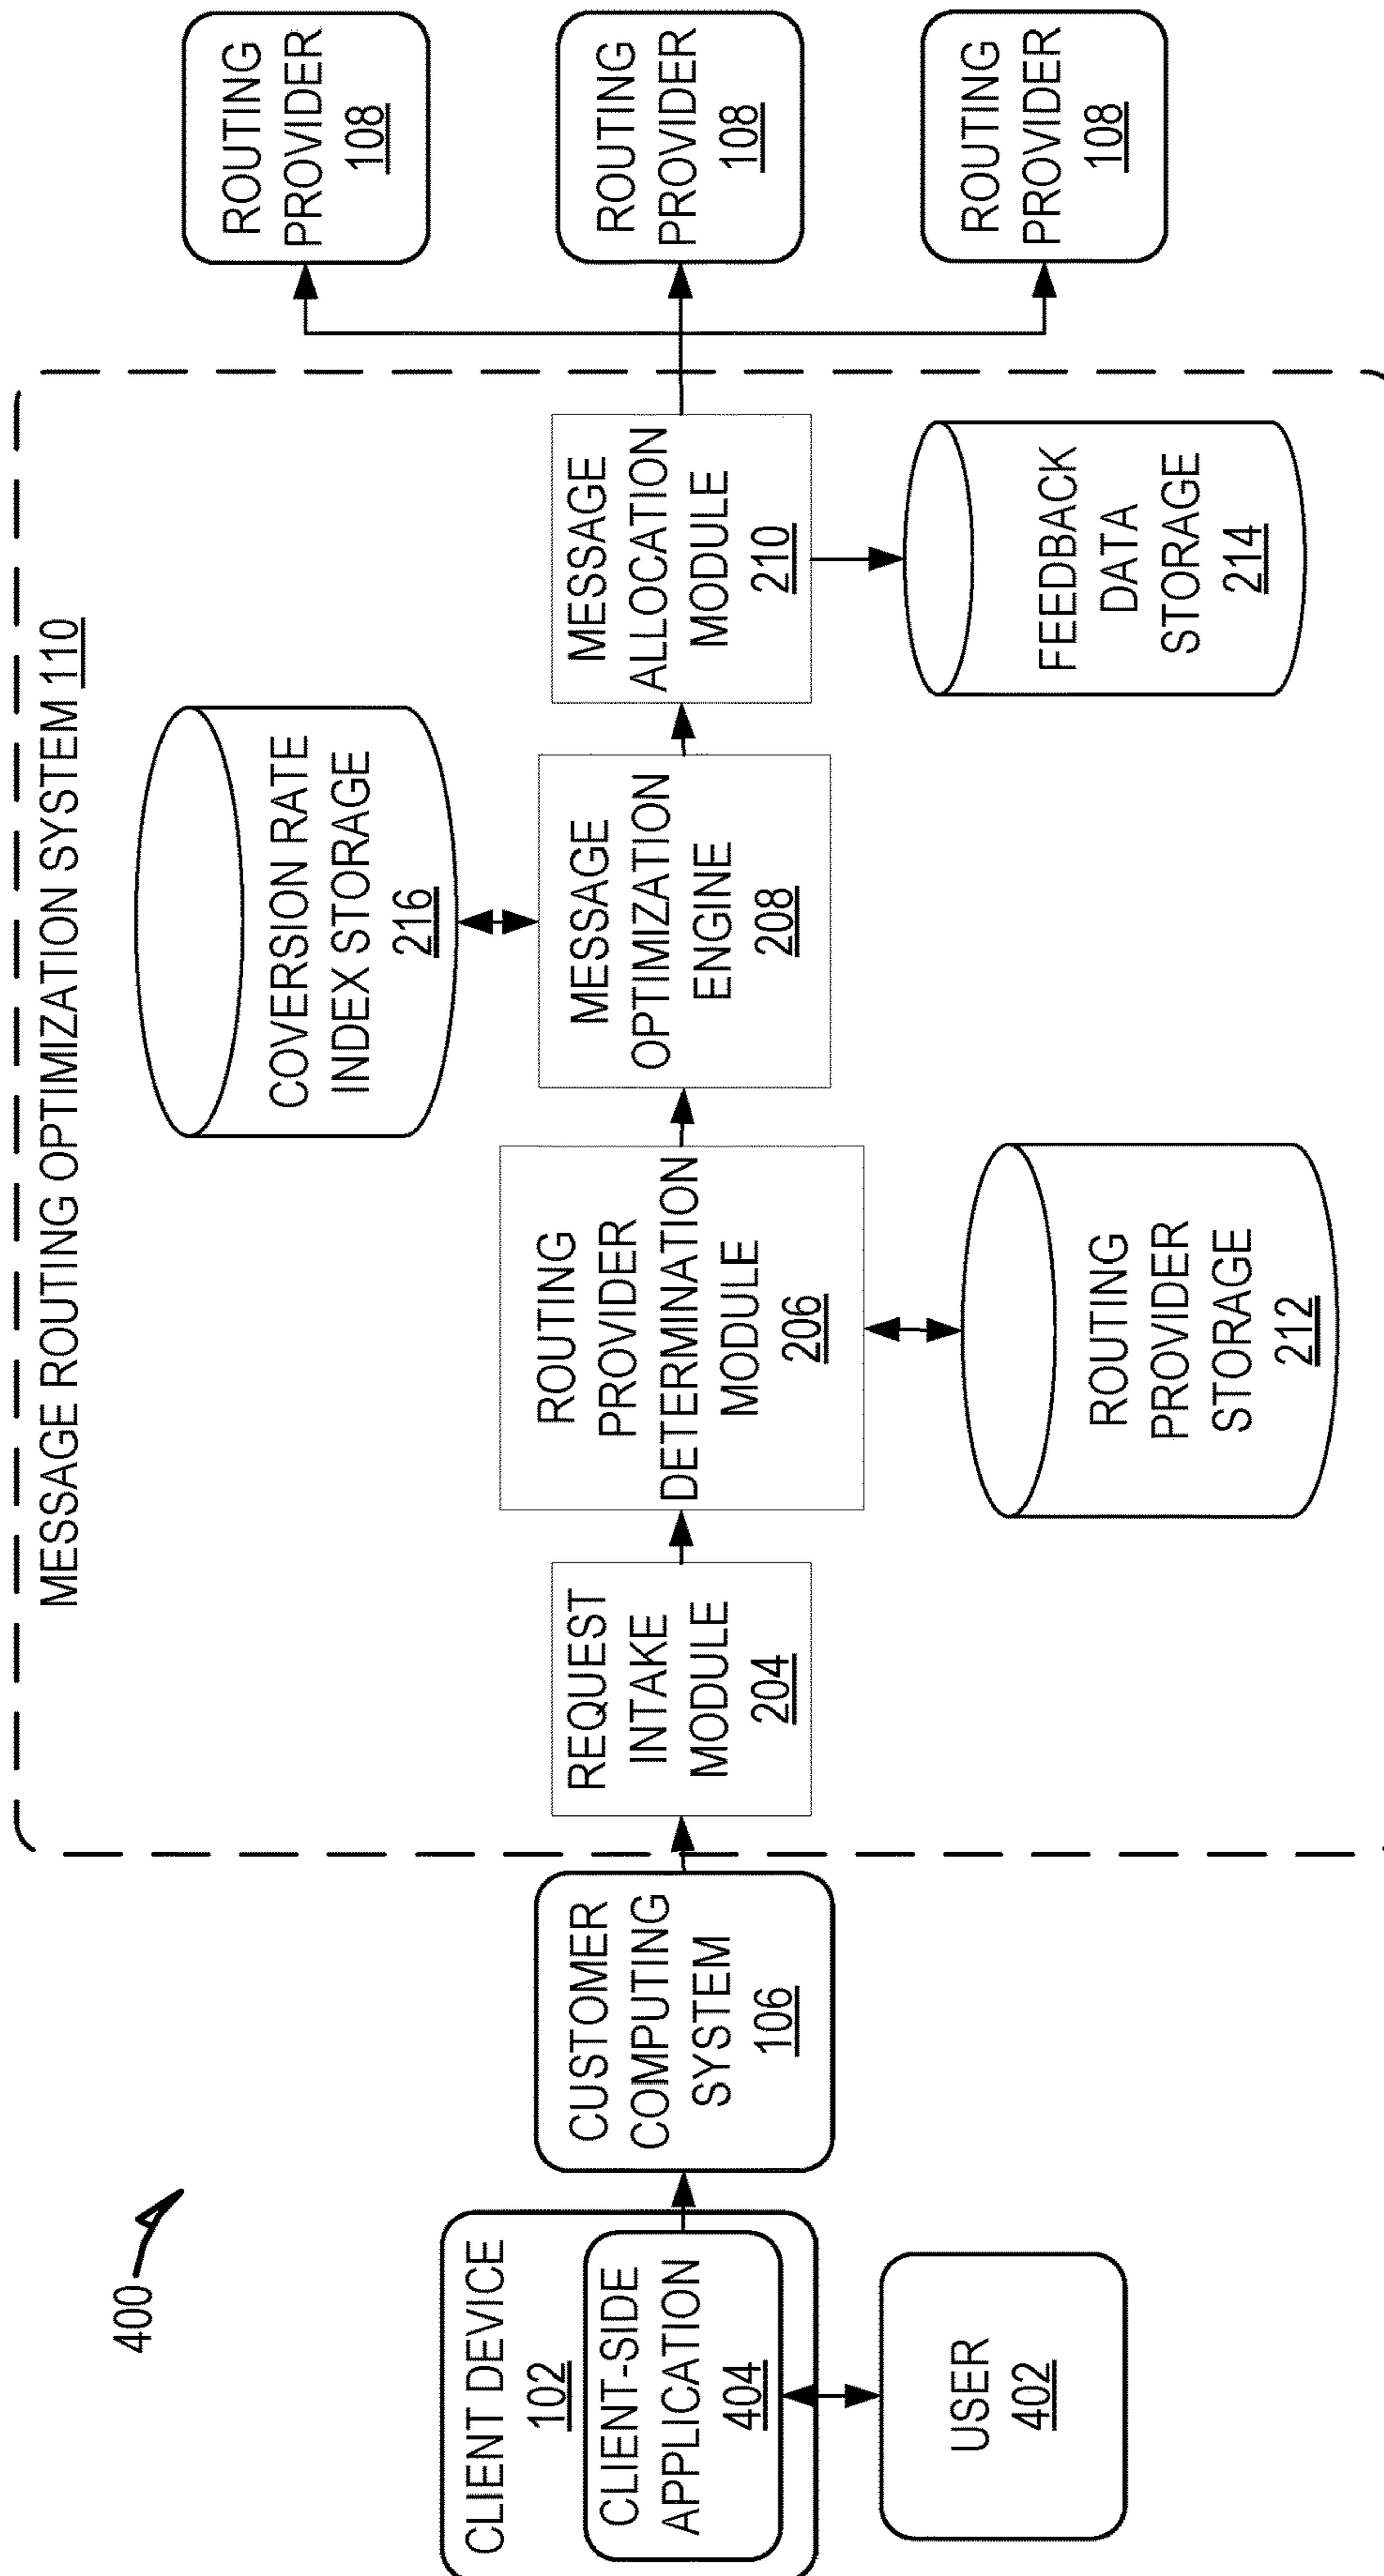 400
CLIENT DEVICE
102
CLIENT-SIDE
APPLICATION
404
USER
402
CUSTOMER
COMPUTING
SYSTEM
106
MESSAGE ROUTING OPTIMIZATION SYSTEM 110
REQUEST
INTAKE
MODULE
204
ROUTING
PROVIDER
DETERMINATION
MODULE
206
ROUTING
PROVIDER
STORAGE
212
COVERSION RATE
INDEX STORAGE
216
MESSAGE
OPTIMIZATION
ENGINE
208
MESSAGE
ALLOCATION
MODULE
210
FEEDBACK
DATA
STORAGE
214
ROUTING
PROVIDER
108
ROUTING
PROVIDER
108
ROUTING
PROVIDER
108